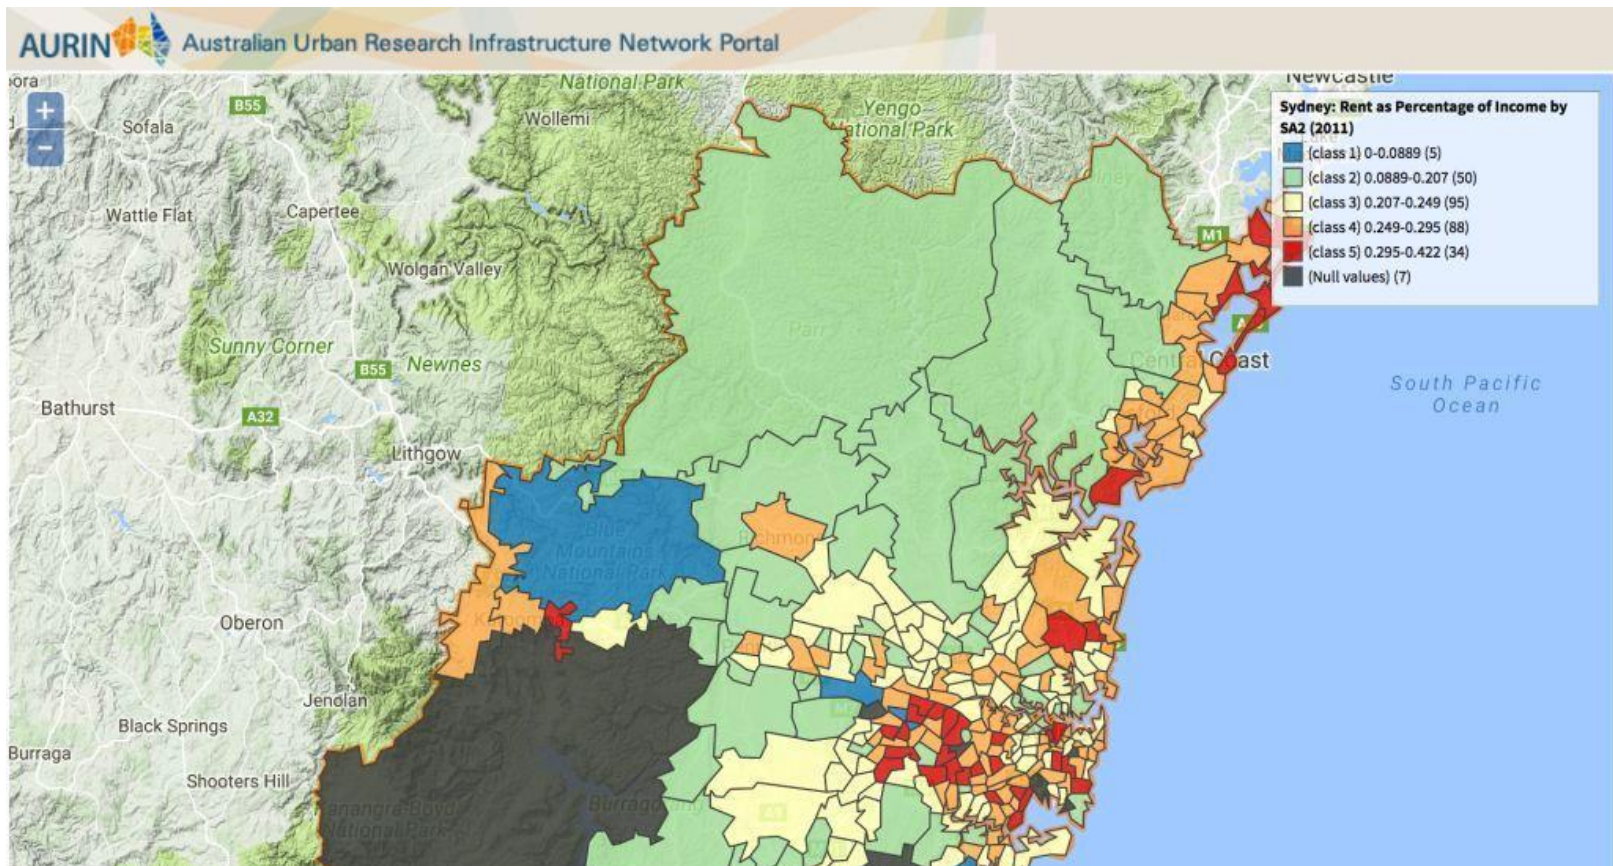 AURIN
Australian Urban Research Infrastructure Network Portal
Newcastle
National Park
Yengo
National Park
B55
Sofala
Wollemi
Sydney: Rent as Percentage of Income by
SA2 (2011)
(class 1) 0-0.0889 (5)
(class 2) 0.0889-0.207 (50)
(class 3) 0.207-0.249 (95)
(class 4) 0.249-0.295 (88)
(class 5) 0.295-0.422 (34)
(Null values) (7)
+
−
Wattle Flat
Capertee
M1
Wolgan Valley
Parr
Sunny Corner
Newnes
B55
Central Coast
South Pacific
Ocean
Bathurst
A32
Lithgow
Blue
Mountains
National Park
Oberon
Jenolan
Black Springs
Burraga
Shooters Hill
National Park